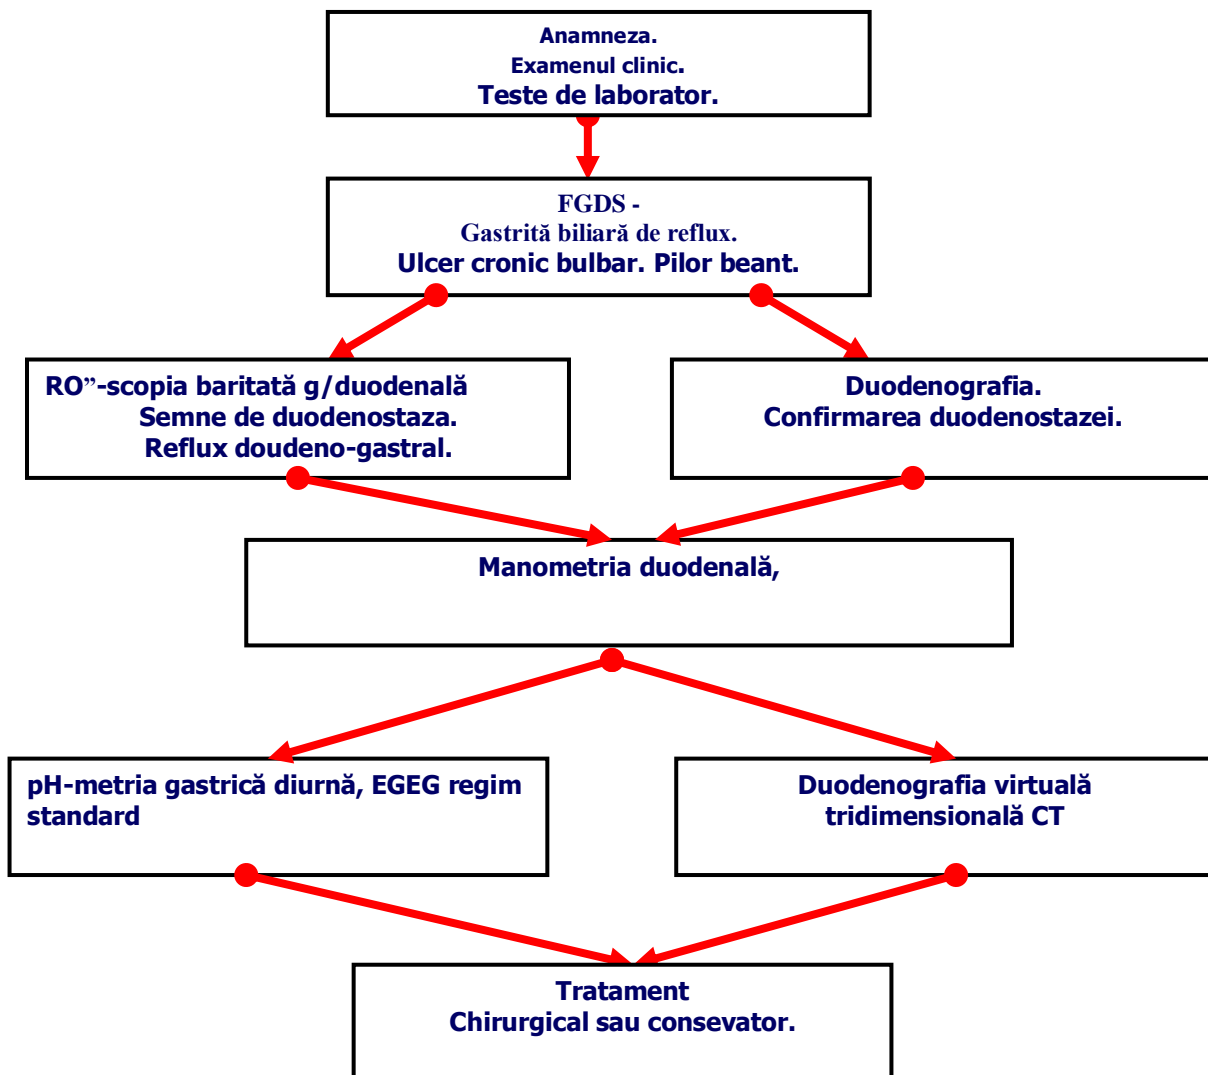 Anamneza.
Examenul clinic.
Teste de laborator.
FGDS -
Gastrită biliară de reflux.
Ulcer cronic bulbar. Pilor beant.
RO”-scopia baritată g/duodenală
Semne de duodenostaza.
Reflux doudeno-gastral.
Duodenografia.
Confirmarea duodenostazei.
Manometria duodenală,
pH-metria gastrică diurnă, EGEG regim
standard
Duodenografia virtuală
tridimensională CT
Tratament
Chirurgical sau consevator.